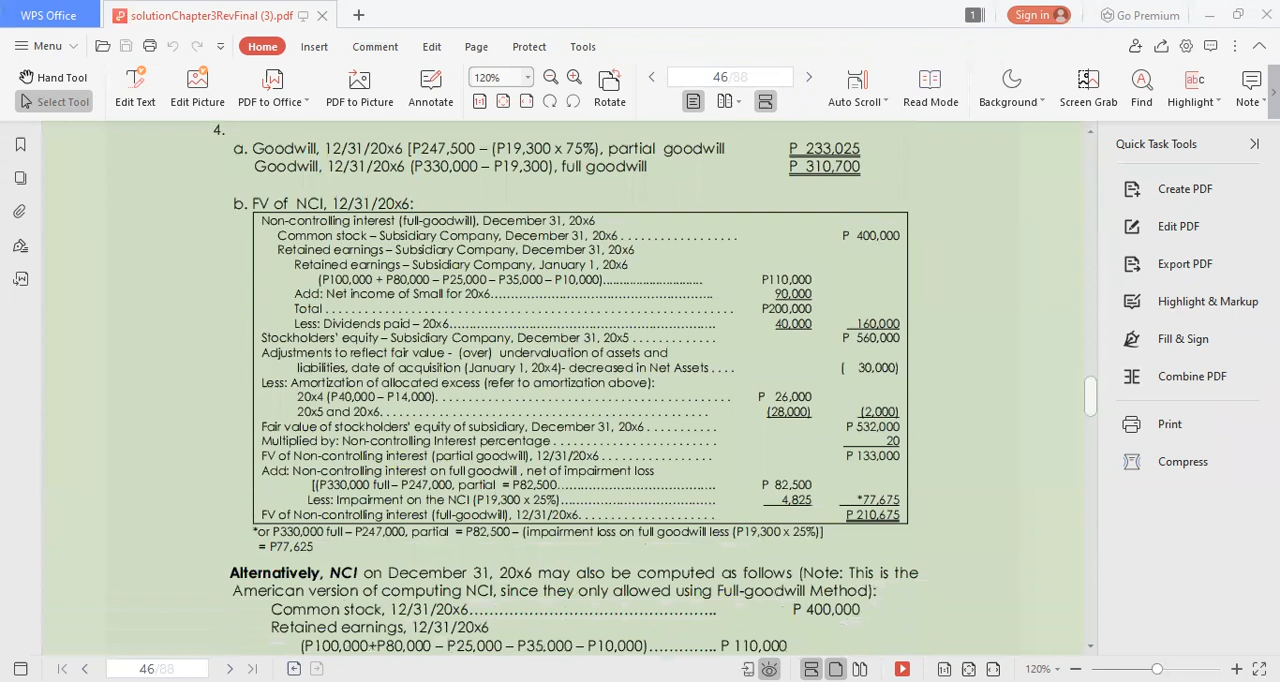 WPS Office
solutionChapter3RevFinal (3).pdf
1
Sign in
Go Premium
Menu
Home
Insert
Comment
Edit
Page
Protect
Tools
Hand Tool
Select Tool
Edit Text
Edit Picture
PDF to Office
PDF to Picture
Annotate
120%
Rotate
46/88
Auto Scroll
Read Mode
Background
Screen Grab
Find
Highlight
Note
4.
a. Goodwill, 12/31/20x6 [P247,500 – (P19,300 x 75%), partial goodwill P 233,025
Goodwill, 12/31/20x6 (P330,000 – P19,300), full goodwill P 310,700
b. FV of NCI, 12/31/20x6:
Non-controlling interest (full-goodwill), December 31, 20x6
Common stock – Subsidiary Company, December 31, 20x6.................. P 400,000
Retained earnings – Subsidiary Company, December 31, 20x6
Retained earnings – Subsidiary Company, January 1, 20x6
(P100,000 + P80,000 – P25,000 – P35,000 – P10,000)............................ P110,000
Add: Net income of Small for 20x6............................................................ 90,000
Total............................................................ P200,000
Less: Dividends paid – 20x6............................................................ 40,000 160,000
Stockholders' equity – Subsidiary Company, December 31, 20x5............. P 560,000
Adjustments to reflect fair value - (over) undervaluation of assets and
liabilities, date of acquisition (January 1, 20x4)- decreased in Net Assets.... ( 30,000)
Less: Amortization of allocated excess (refer to amortization above):
20x4 (P40,000 – P14,000)........................................ P 26,000
20x5 and 20x6............................................. (28,000) (2,000)
Fair value of stockholders' equity of subsidiary, December 31, 20x6........... P 532,000
Multiplied by: Non-controlling Interest percentage...................... 20
FV of Non-controlling interest (partial goodwill), 12/31/20x6................ P 133,000
Add: Non-controlling interest on full goodwill , net of impairment loss
[(P330,000 full – P247,000, partial = P82,500............................... P 82,500
Less: Impairment on the NCI (P19,300 x 25%)............................... 4,825 *77,675
FV of Non-controlling interest (full-goodwill), 12/31/20x6.................. P 210,675
*or P330,000 full – P247,000, partial = P82,500 – (impairment loss on full goodwill less (P19,300 x 25%)]
= P77,625
Alternatively, NCI on December 31, 20x6 may also be computed as follows (Note: This is the
American version of computing NCI, since they only allowed using Full-goodwill Method):
Common stock, 12/31/20x6............................................. P 400,000
Retained earnings, 12/31/20x6
(P100,000+P80,000 – P25,000 – P35,000 – P10,000).............. P 110,000
Quick Task Tools
Create PDF
Edit PDF
Export PDF
Highlight & Markup
Fill & Sign
Combine PDF
Print
Compress
46/88
120%